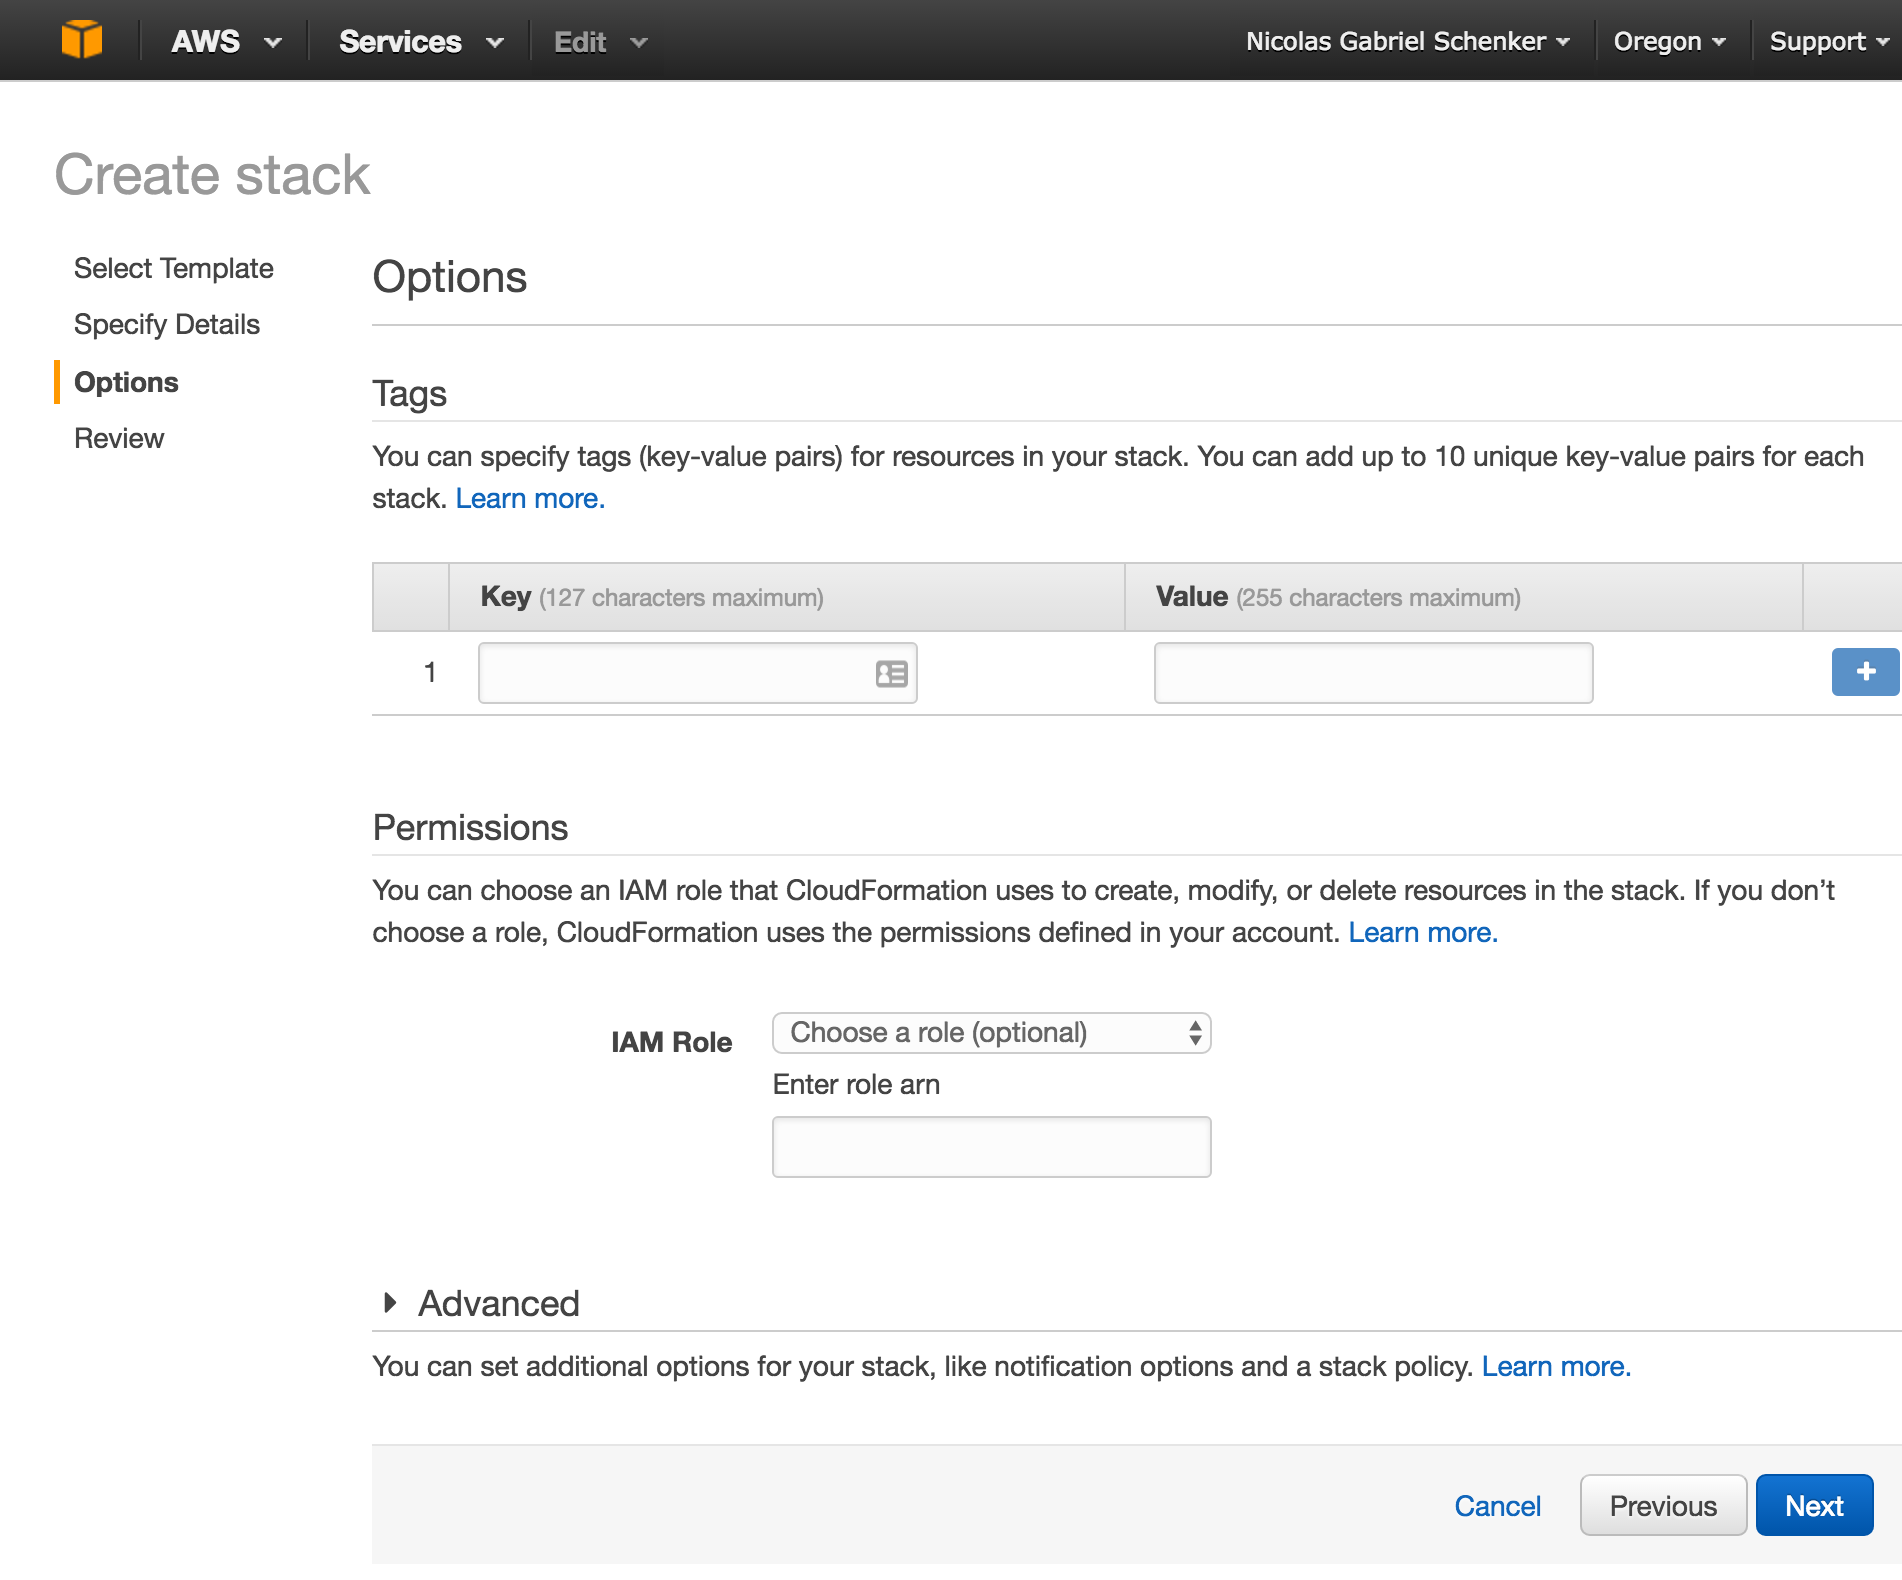 AWS Services Edit Nicolas Gabriel Schenker Oregon Support
Create stack
Select Template
Specify Details
Options
Review
Options
Tags
You can specify tags (key-value pairs) for resources in your stack. You can add up to 10 unique key-value pairs for each
stack. Learn more.
Key (127 characters maximum) Value (255 characters maximum)
1
Permissions
You can choose an IAM role that CloudFormation uses to create, modify, or delete resources in the stack. If you don’t
choose a role, CloudFormation uses the permissions defined in your account. Learn more.
IAM Role Choose a role (optional)
Enter role arn
Advanced
You can set additional options for your stack, like notification options and a stack policy. Learn more.
Cancel Previous Next